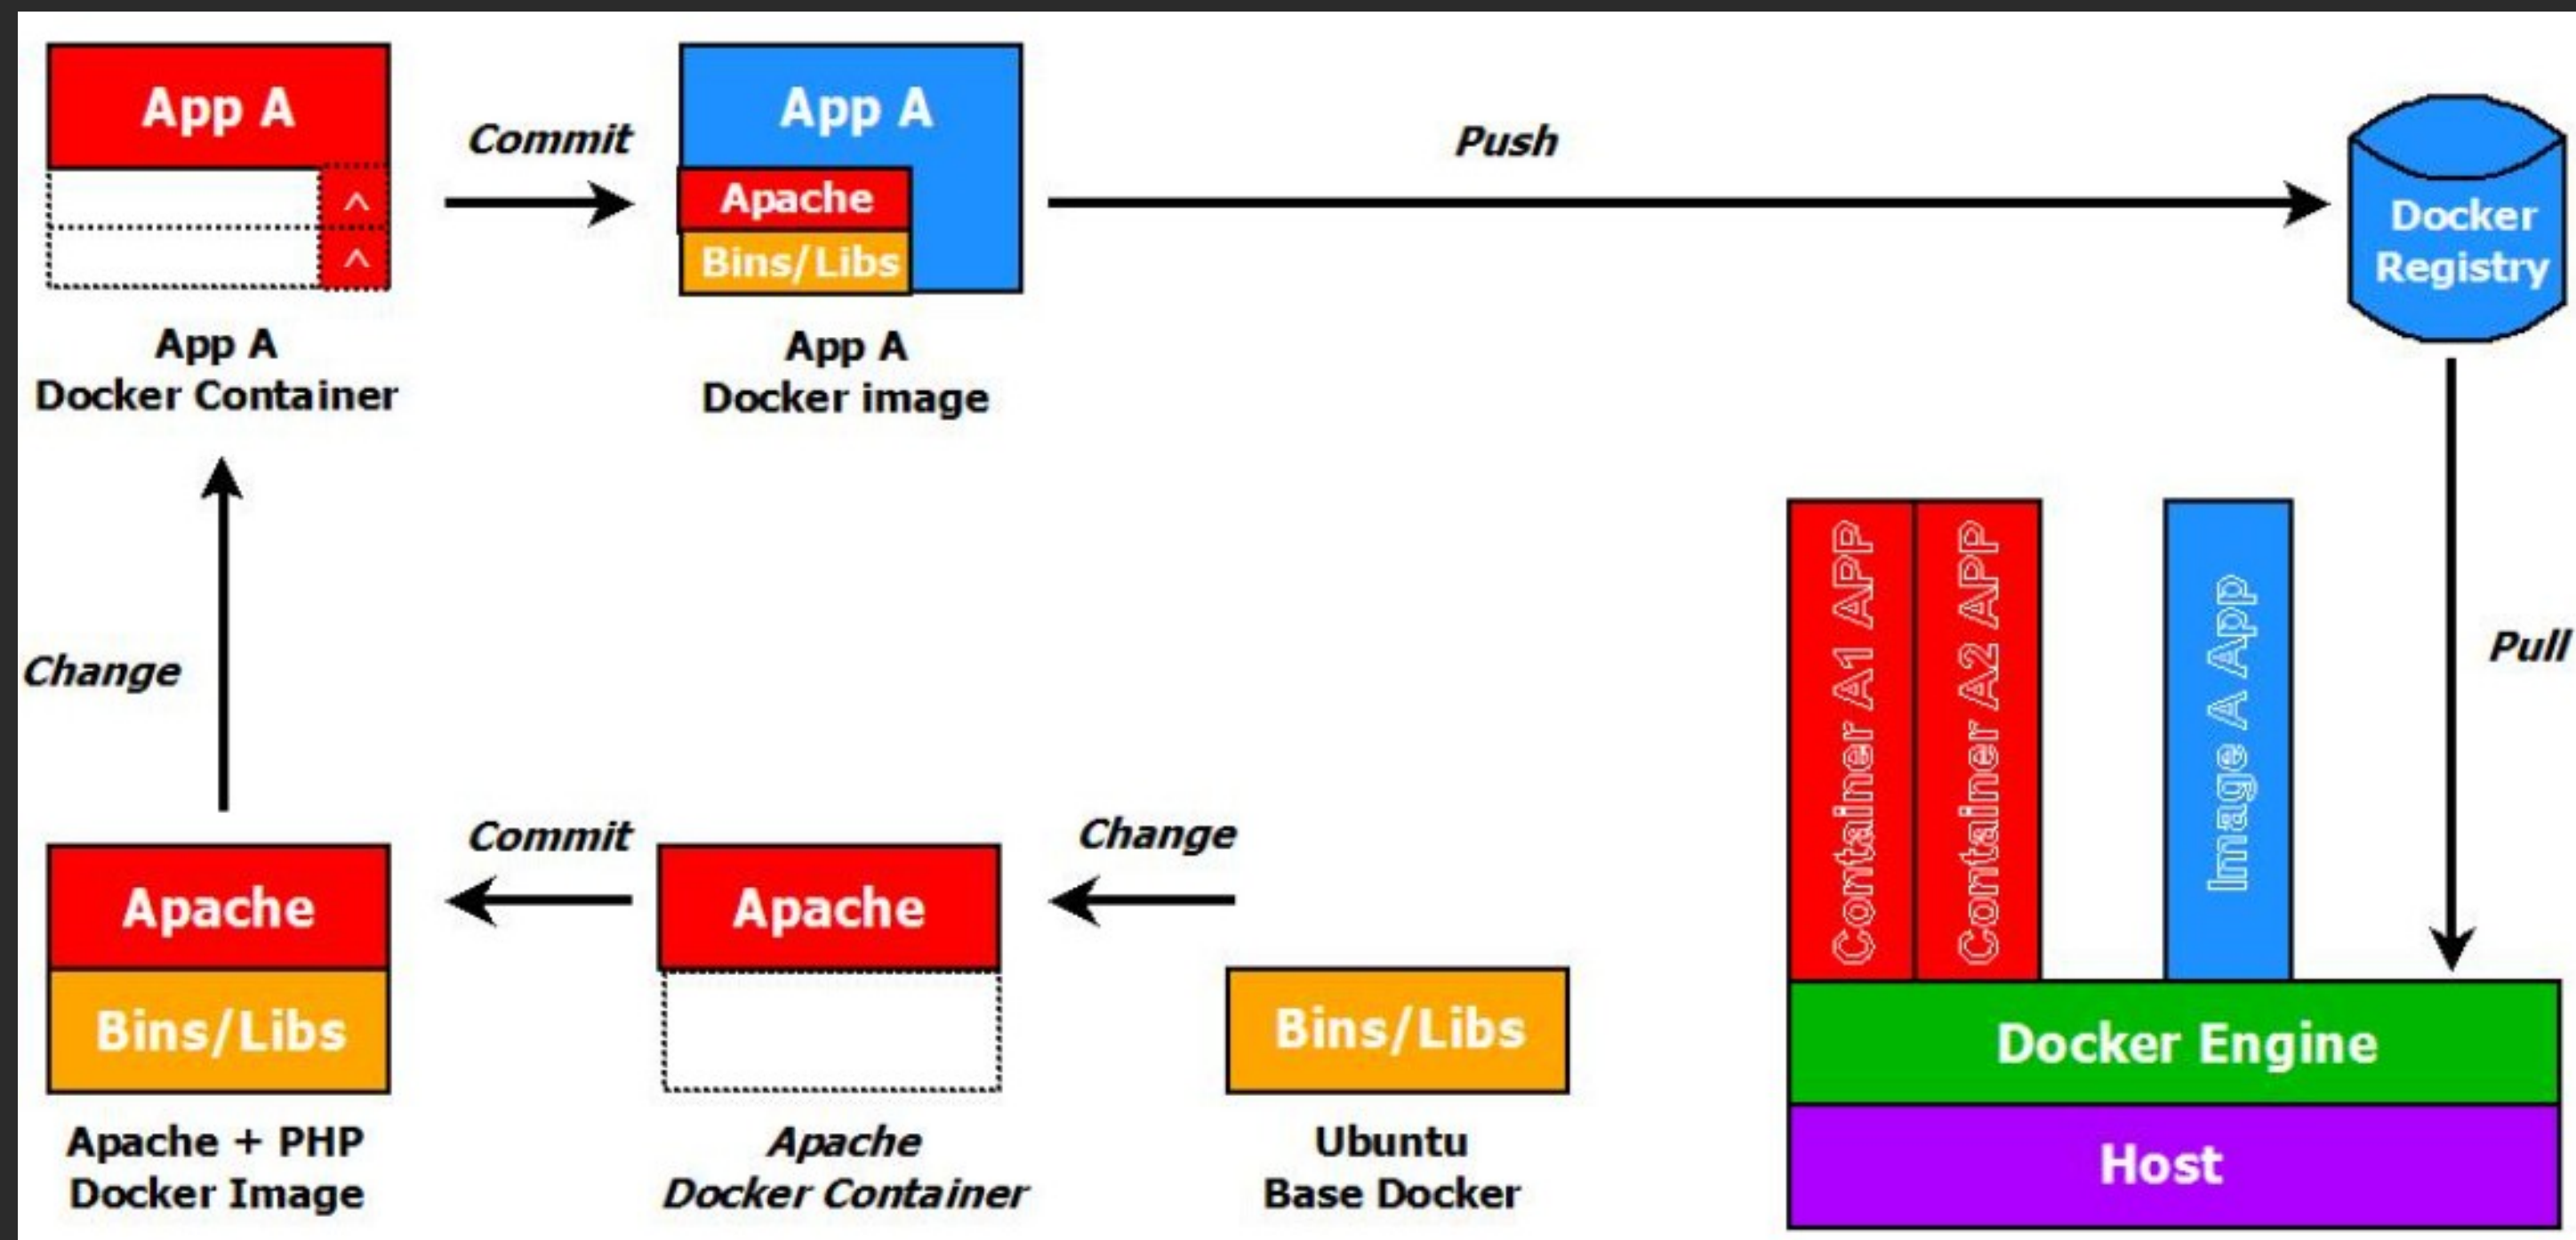 App A
^
^
App A
Docker Container
Commit
App A
Apache
Bins/Libs
App A
Docker image
Push
Docker
Registry
Pull
Change
Apache
Bins/Libs
Apache + PHP
Docker Image
Commit
Apache
Apache
Docker Container
Change
Bins/Libs
Ubuntu
Base Docker
Container A1 APP
Container A2 APP
Image A App
Docker Engine
Host